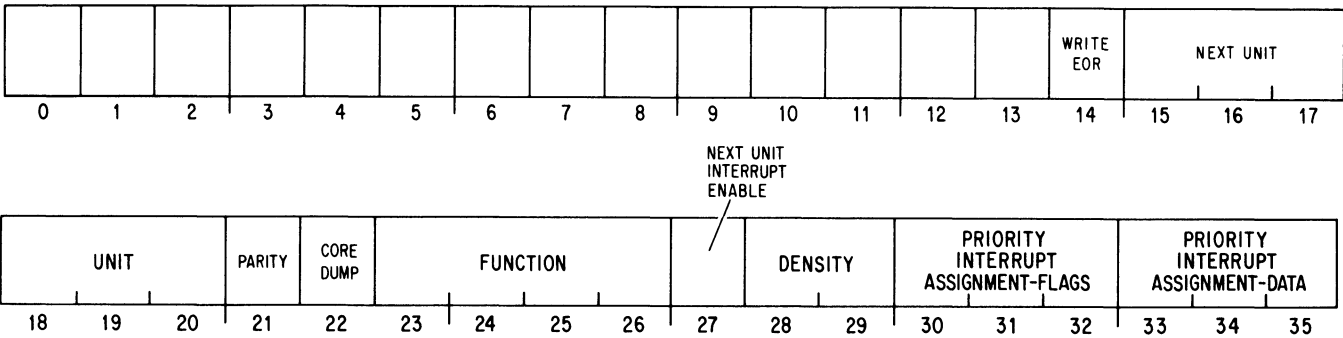 WRITE
EOR
NEXT UNIT
0 1 2 3 4 5 6 7 8 9 10 11 12 13 14 15 16 17
NEXT UNIT
INTERRUPT
ENABLE
UNIT
PARITY
CORE
DUMP
FUNCTION
DENSITY
PRIORITY
INTERRUPT
ASSIGNMENT-FLAGS
PRIORITY
INTERRUPT
ASSIGNMENT-DATA
18 19 20 21 22 23 24 25 26 27 28 29 30 31 32 33 34 35